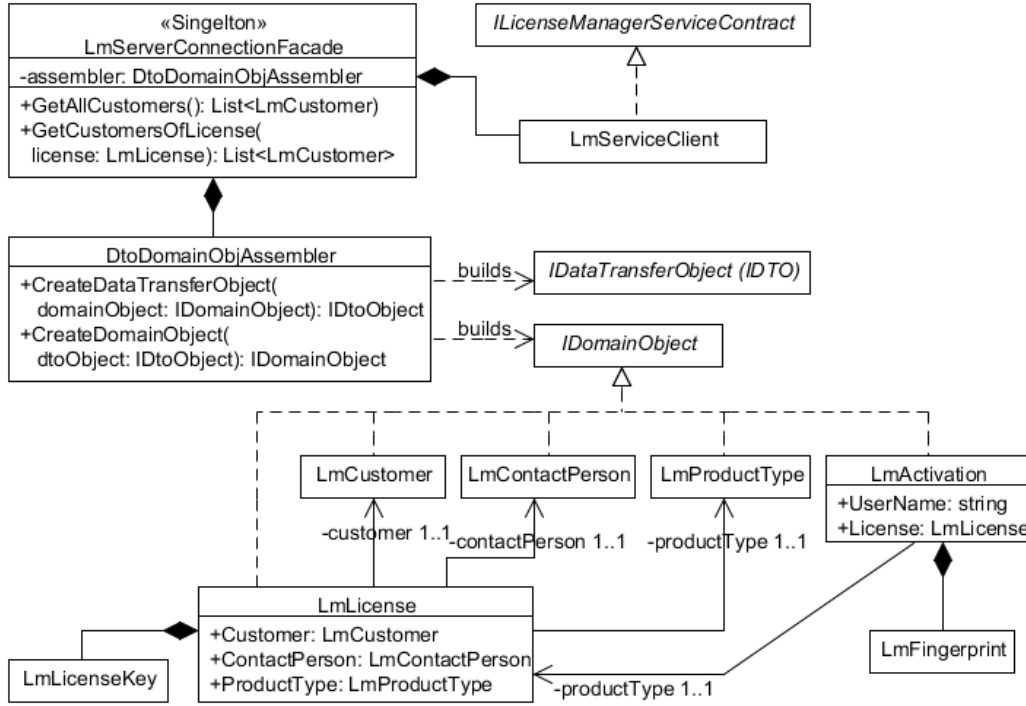 «Singelton»
LmServerConnectionFacade
-assembler: DtoDomainObjAssembler
+GetAllCustomers(): List<LmCustomer)
+GetCustomersOfLicense(
license: LmLicense): List<LmCustomer>
ILicenseManagerServiceContract
LmServiceClient
DtoDomainObjAssembler
+CreateDataTransferObject(
domainObject: IDomainObject): IDtoObject
+CreateDomainObject(
dtoObject: IDtoObject): IDomainObject
builds
IDataTransferObject (IDTO)
builds
IDomainObject
LmCustomer
LmContactPerson
LmProductType
LmActivation
+UserName: string
+License: LmLicense
-customer 1..1
-contactPerson 1..1
-productType 1..1
LmLicense
+Customer: LmCustomer
+ContactPerson: LmContactPerson
+ProductType: LmProductType
LmLicenseKey
LmFingerprint
-productType 1..1